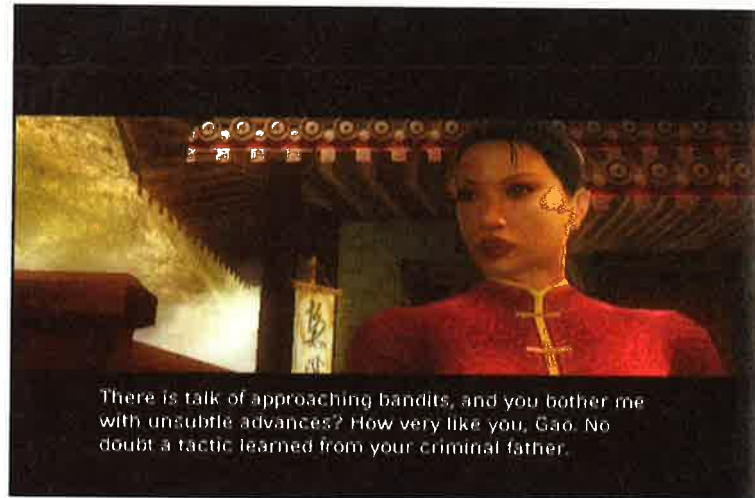 There is talk of approaching bandits, and you bother me
with unsubtle advances? How very like you, Gao. No
doubt a tactic learned from your criminal father.